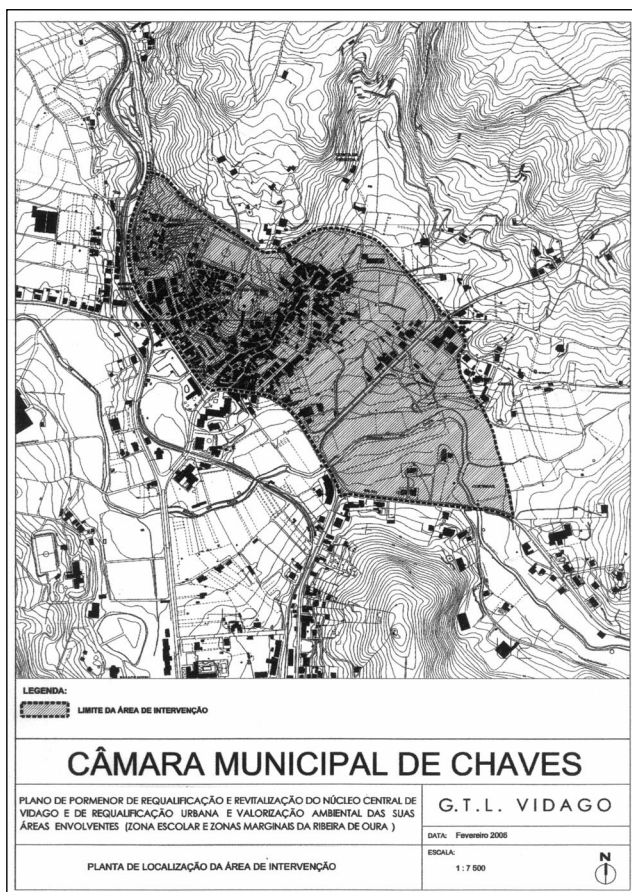 LEGENDA:
LIMITE DA ÁREA DE INTERVENÇÃO
CÂMARA MUNICIPAL DE CHAVES
PLANO DE PORMENOR DE REQUALIFICAÇÃO E REVITALIZAÇÃO DO NÚCLEO CENTRAL DE
VIDAGO E DE REQUALIFICAÇÃO URBANA E VALORIZAÇÃO AMBIENTAL DAS SUAS
ÁREAS ENVOLVENTES (ZONA ESCOLAR E ZONAS MARGINAIS DA RIBEIRA DE OURA )
PLANTA DE LOCALIZAÇÃO DA ÁREA DE INTERVENÇÃO
G.T.L. VIDAGO
DATA: Fevereiro 2006
ESCALA:
1 : 7 500
N